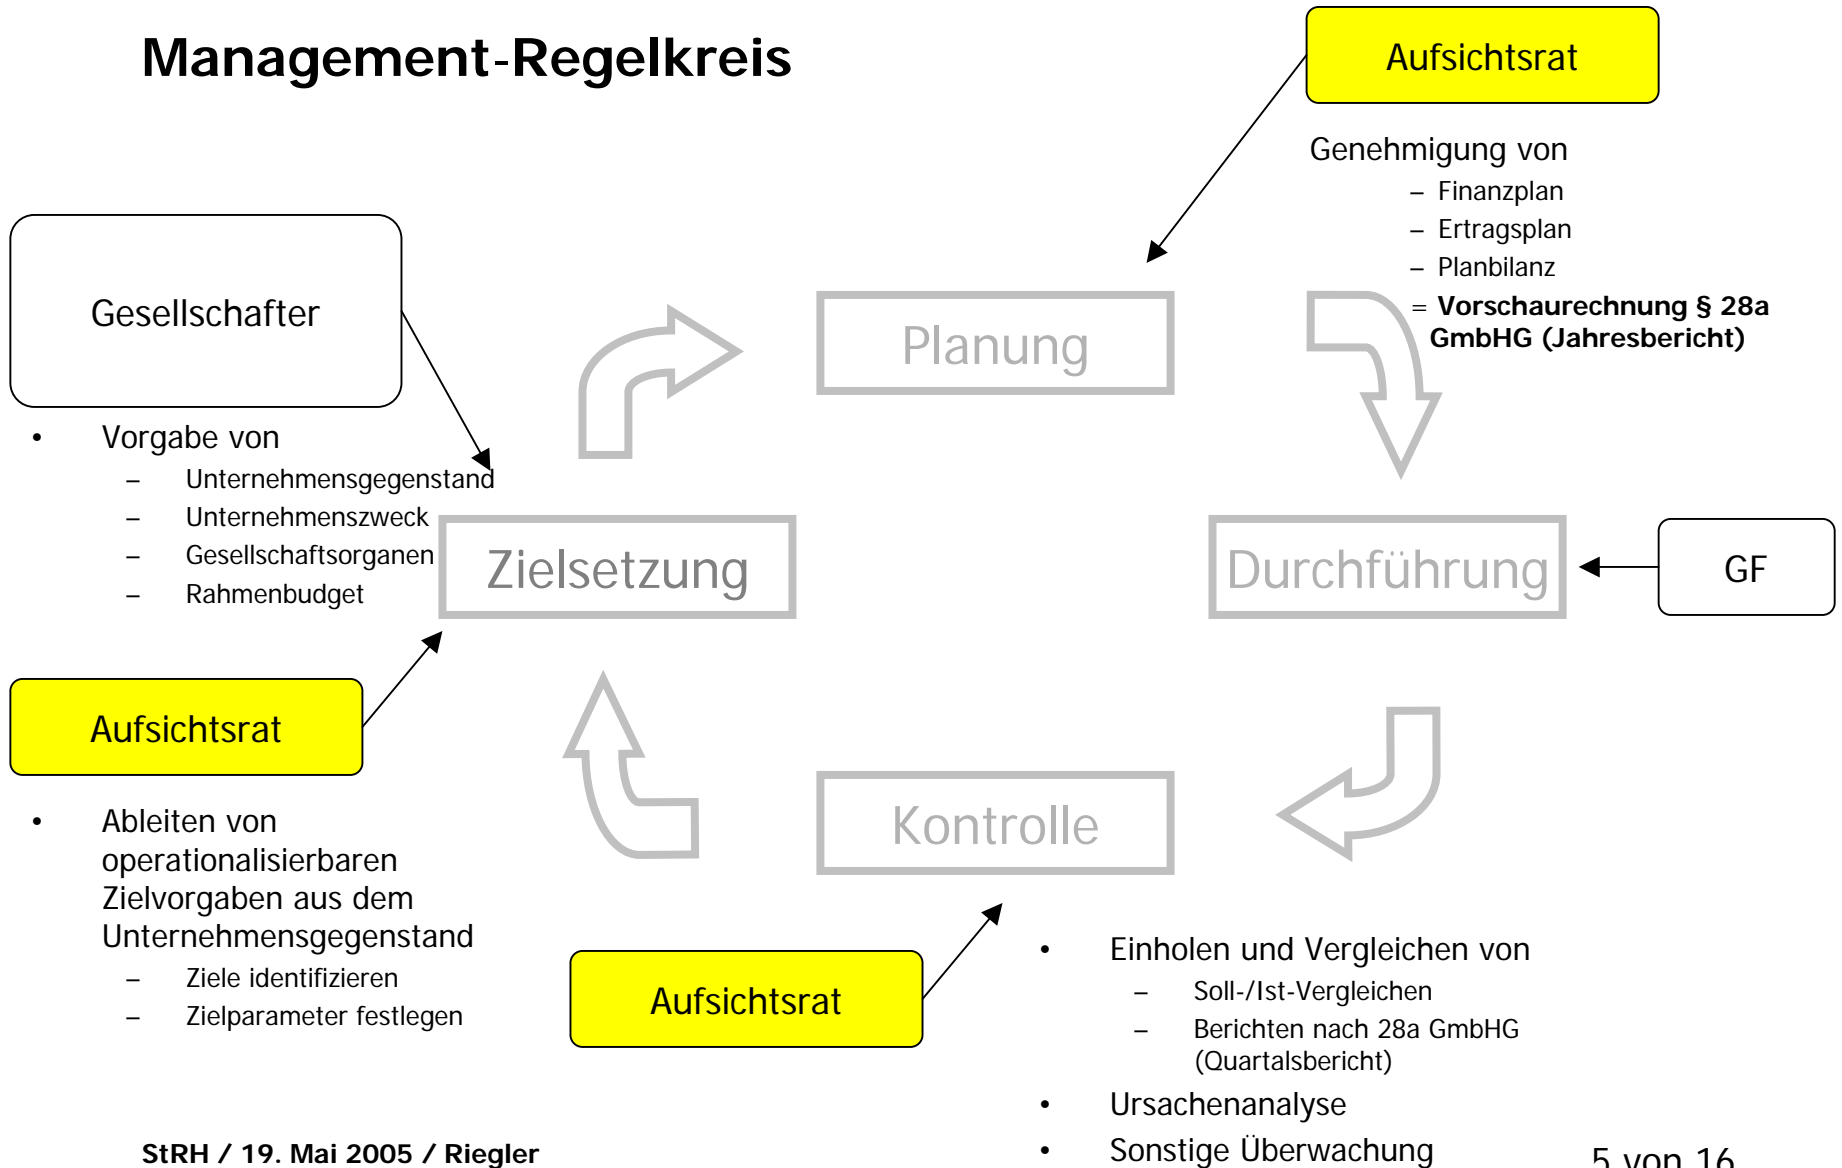 Management-Regelkreis
Aufsichtsrat
Genehmigung von
– Finanzplan
– Ertragsplan
– Planbilanz
= Vorschaurechnung § 28a
GmbHG (Jahresbericht)
Gesellschafter
• Vorgabe von
– Unternehmensgegenstand
– Unternehmenszweck
– Gesellschaftsorganen
– Rahmenbudget
Planung
Zielsetzung
Durchführung
GF
Aufsichtsrat
• Ableiten von
operationalisierbaren
Zielvorgaben aus dem
Unternehmensgegenstand
– Ziele identifizieren
– Zielparameter festlegen
Kontrolle
Aufsichtsrat
• Einholen und Vergleichen von
– Soll-/Ist-Vergleichen
– Berichten nach 28a GmbHG
(Quartalsbericht)
• Ursachenanalyse
• Sonstige Überwachung
StRH / 19. Mai 2005 / Riegler
5 von 16